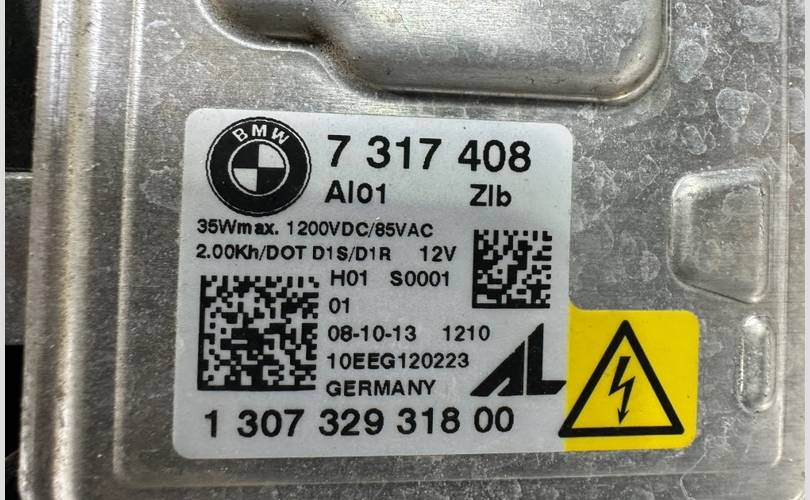 BMW
7 317 408
AI01 ZIb
35Wmax. 1200VDC/85VAC
2.00Kh/DOT D1S/D1R 12V
H01 S0001
01
08-10-13 1210
10EEG120223
AL
GERMANY
1 307 329 318 00